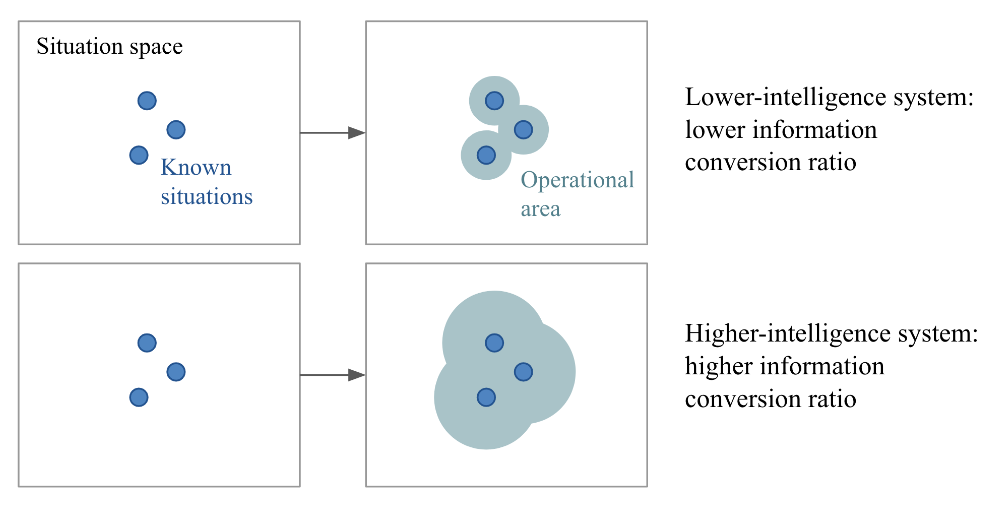 Situation space
Known
situations
Operational
area
Lower-intelligence system:
lower information
conversion ratio
Higher-intelligence system:
higher information
conversion ratio